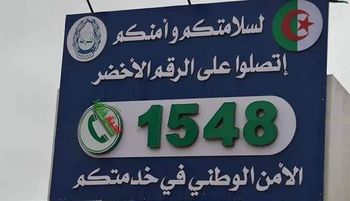 لسلامتكم وأمنكم
إتصلوا على الرقم الأخضر
1548
الأمن الوطني في خدمتكم